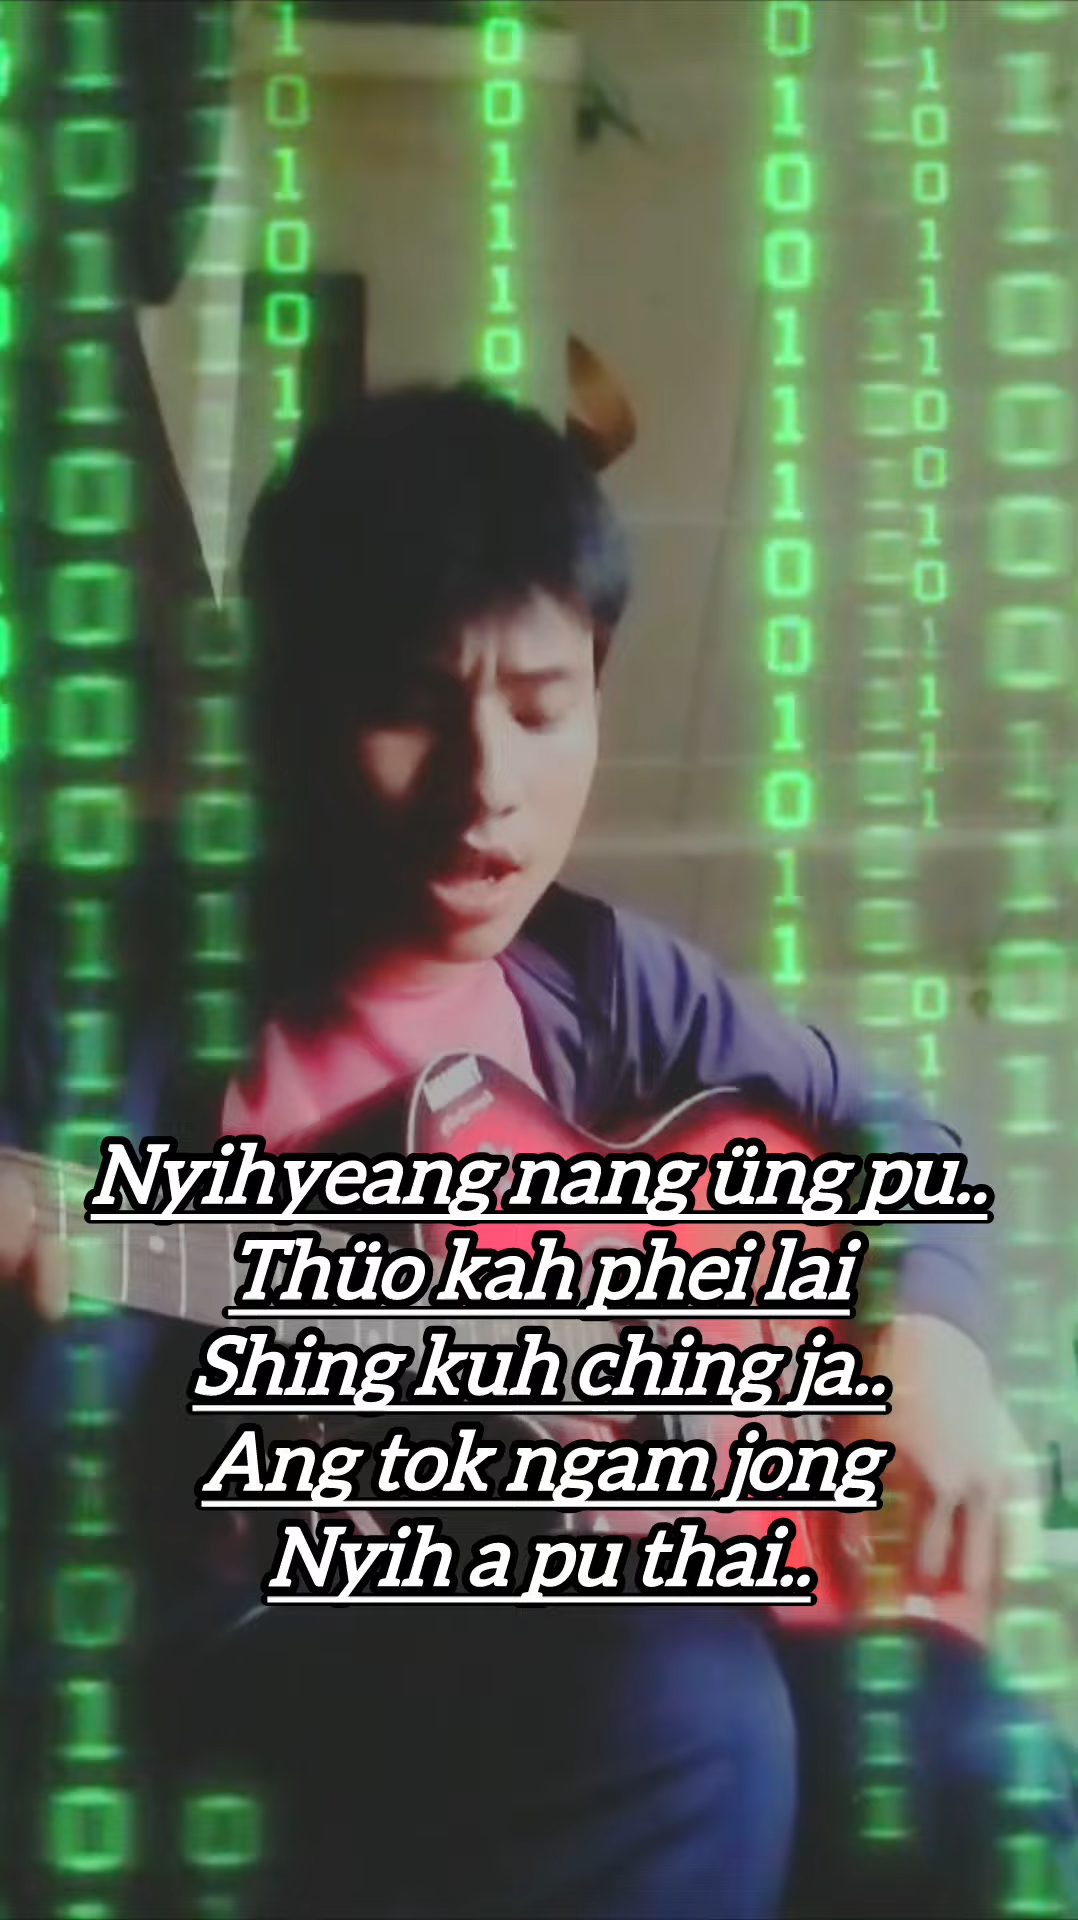 Nyihyeang nang üng pu..
Thüo kah phei lai
Shing kuh ching ja..
Ang tok ngam jong
Nyih a pu thai..